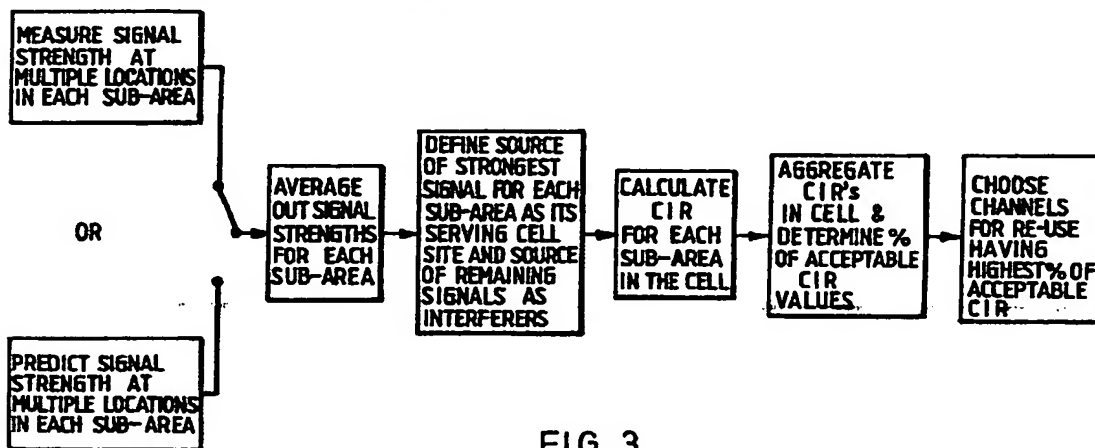 MEASURE SIGNAL
STRENGTH AT
MULTIPLE LOCATIONS
IN EACH SUB-AREA
OR
PREDICT SIGNAL
STRENGTH AT
MULTIPLE LOCATIONS
IN EACH SUB-AREA
AVERAGE
OUT SIGNAL
STRENGTHS
FOR EACH
SUB-AREA
DEFINE SOURCE
OF STRONGEST
SIGNAL FOR EACH
SUB-AREA AS ITS
SERVING CELL
SITE AND SOURCE
OF REMAINING
SIGNALS AS
INTERFERERS
CALCULATE
CIR
FOR EACH
SUB-AREA
IN THE CELL
AGGREGATE
CIR's
IN CELL &
DETERMINE %
OF ACCEPTABLE
CIR
VALUES
CHOOSE
CHANNELS
FOR RE-USE
HAVING
HIGHEST % OF
ACCEPTABLE
CIR
FIG. 3